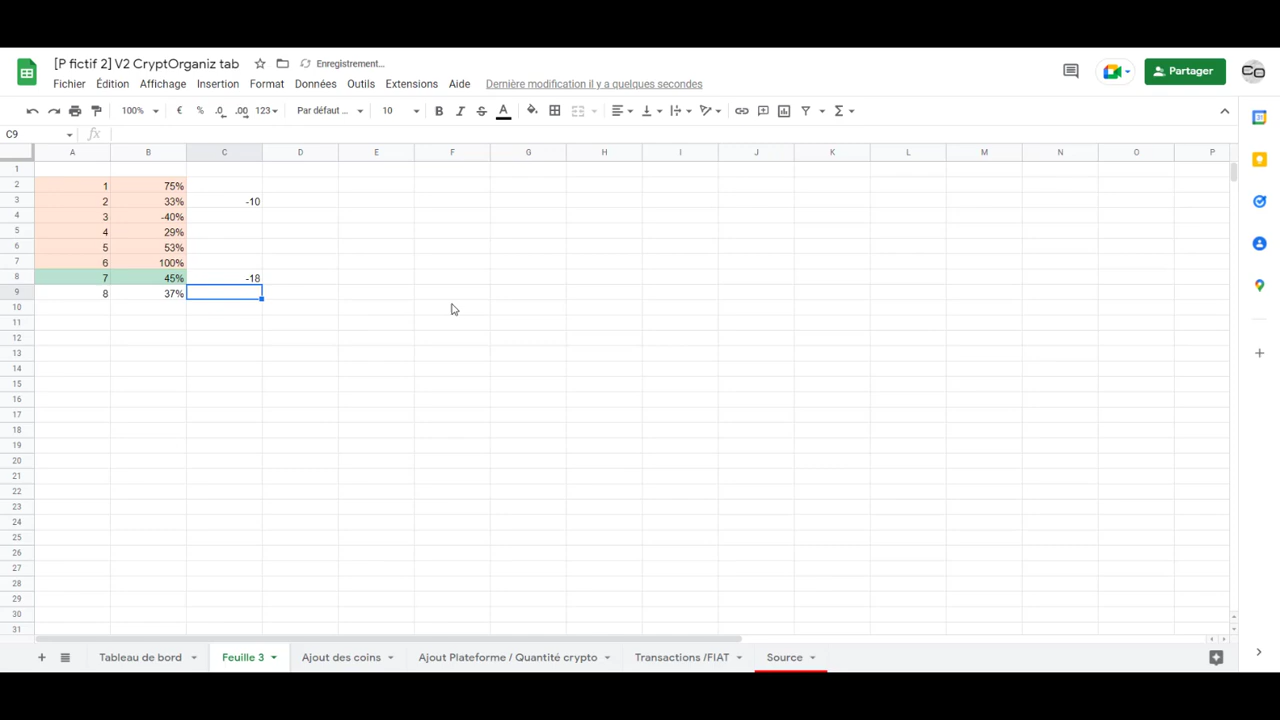 [P fictif 2] V2 CryptOrganiz tab Enregistrement...
Fichier Édition Affichage Insertion Format Données Outils Extensions Aide Dernière modification il y a quelques secondes
Partager
CO
100% € % .0 .00 123 Par défaut ... 10 B I S A
C9 fx
A B C D E F G H I J K L M N O P
1
2 1 75%
3 2 33% -10
4 3 -40%
5 4 29%
6 5 53%
7 6 100%
8 7 45% -18
9 8 37%
10
11
12
13
14
15
16
17
18
19
20
21
22
23
24
25
26
27
28
29
30
31
Tableau de bord Feuille 3 Ajout des coins Ajout Plateforme / Quantité crypto Transactions /FIAT Source